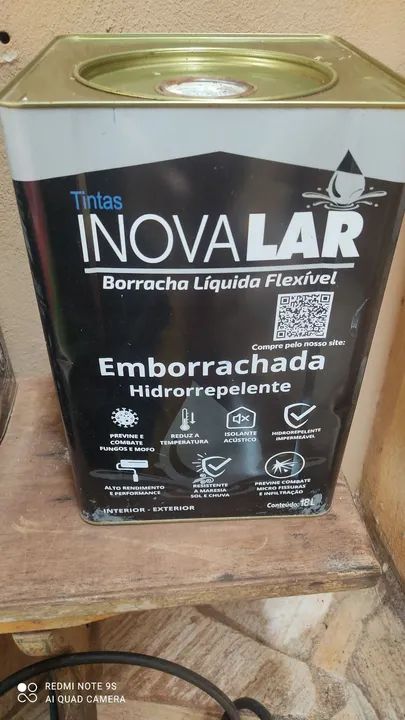 Tintas
INOVALAR
Borracha Líquida Flexível
Compre pelo nosso site:
Emborrachada
Hidrorrepelente
PREVINE E
COMBATE
FUNGOS E MOFO
REDUZ A
TEMPERATURA
ISOLANTE
ACÚSTICO
HIDROREPELENTE
IMPERMEÁVEL
ALTO RENDIMENTO
E PERFORMANCE
RESISTENTE
A MARESIA
SOL E CHUVA
PREVINE COMBATE
MICRO FISSURAS
E INFILTRAÇÃO
INTERIOR - EXTERIOR
Conteúdo: 18L
REDMI NOTE 9S
AI QUAD CAMERA